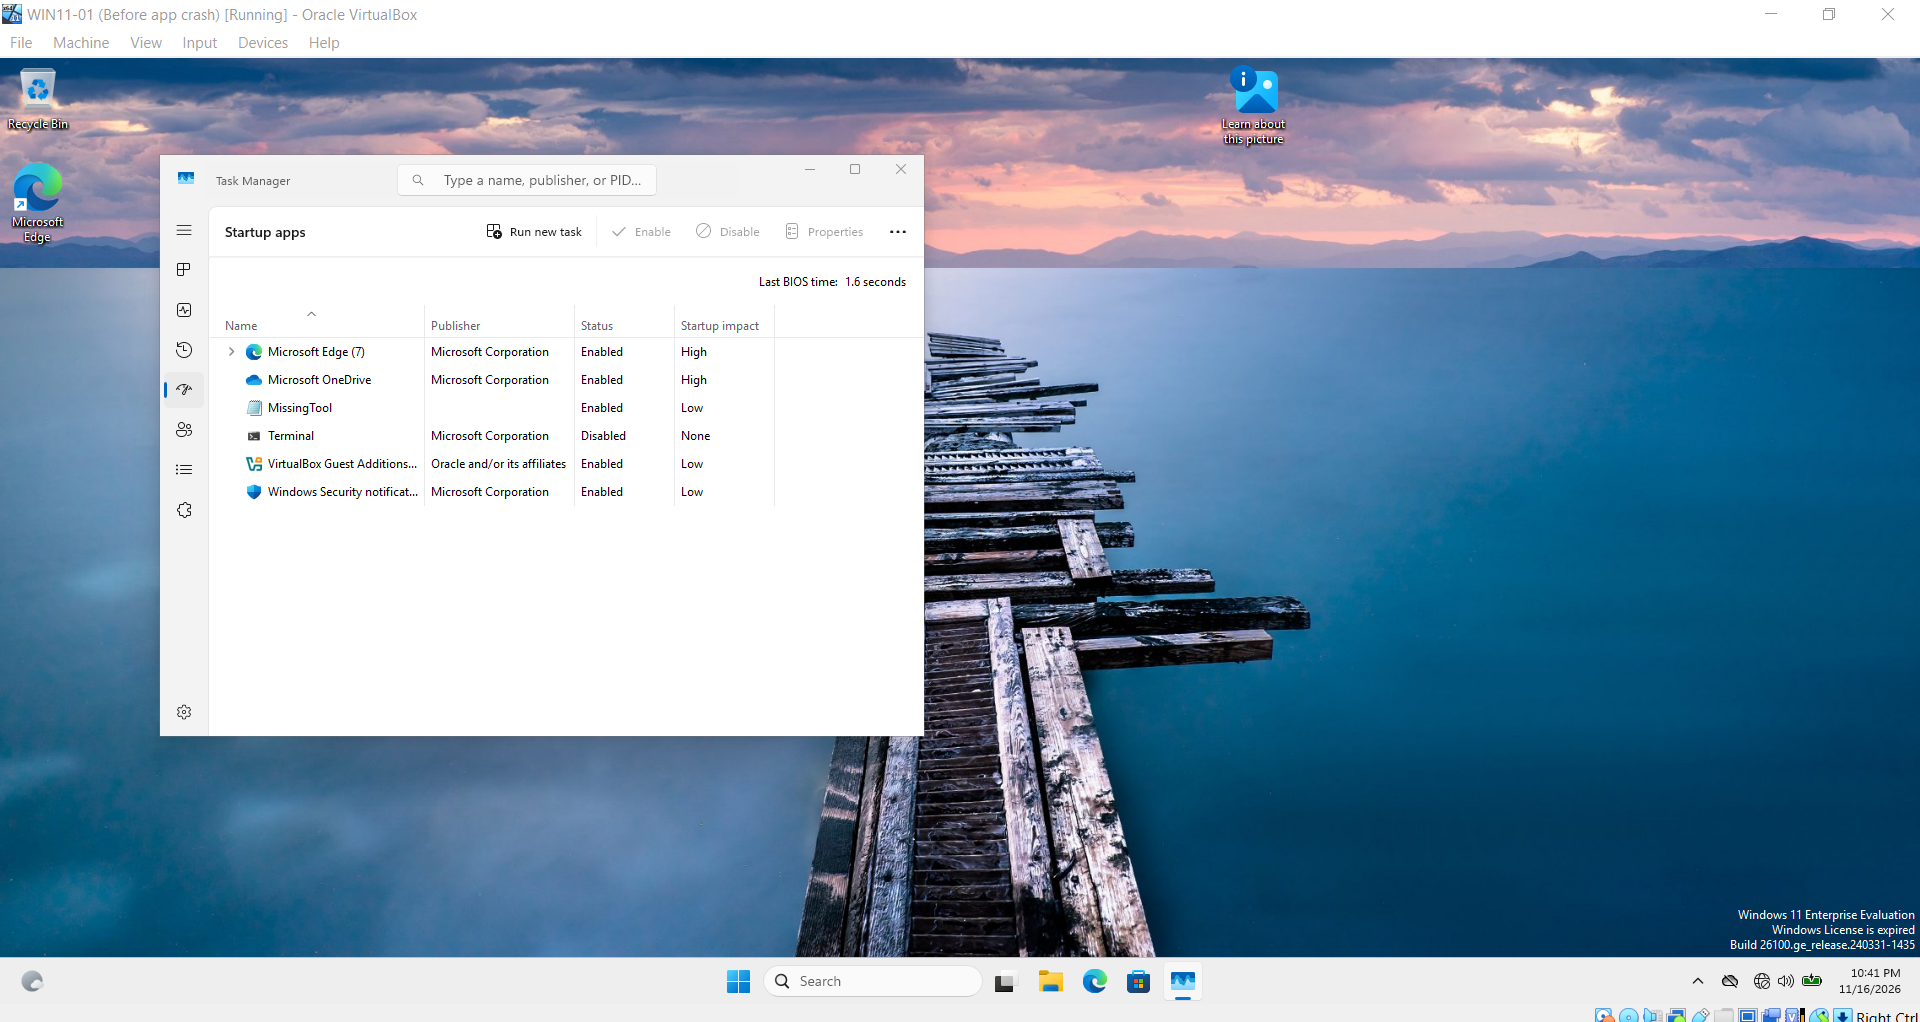 WIN11-01 (Before app crash) [Running] - Oracle VirtualBox
File Machine View Input Devices Help
Recycle Bin
Learn about
this picture
Microsoft
Edge
Task Manager
Type a name, publisher, or PID...
Startup apps
Run new task
Enable
Disable
Properties
Last BIOS time: 1.6 seconds
Name Publisher Status Startup impact
Microsoft Edge (7) Microsoft Corporation Enabled High
Microsoft OneDrive Microsoft Corporation Enabled High
MissingTool Enabled Low
Terminal Microsoft Corporation Disabled None
VirtualBox Guest Additions... Oracle and/or its affiliates Enabled Low
Windows Security notificat... Microsoft Corporation Enabled Low
Windows 11 Enterprise Evaluation
Windows License is expired
Build 26100.ge_release.240331-1435
Search
10:41 PM
11/16/2026
Right Ctrl